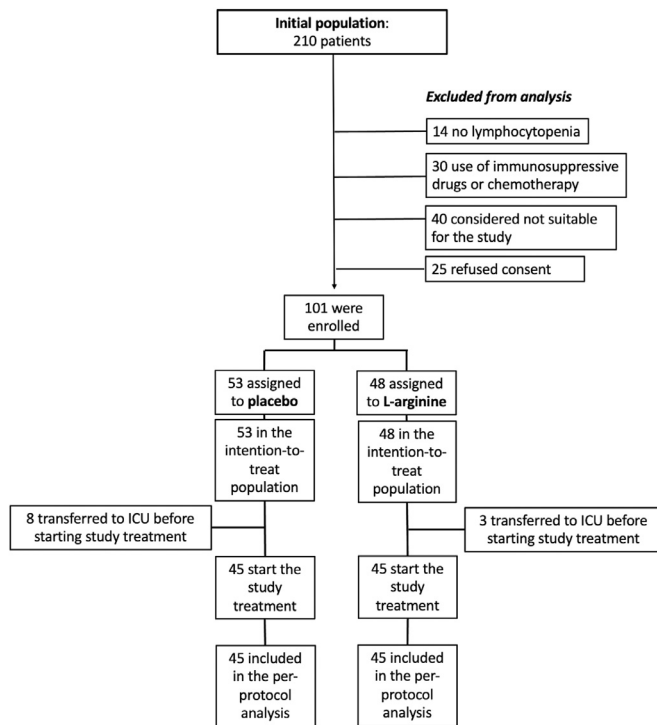 Initial population:
210 patients
Excluded from analysis
14 no lymphocytopenia
30 use of immunosuppressive
drugs or chemotherapy
40 considered not suitable
for the study
25 refused consent
101 were
enrolled
53 assigned
to placebo
48 assigned
to L-arginine
53 in the
intention-to-
treat
population
48 in the
intention-to-
treat
population
8 transferred to ICU before
starting study treatment
3 transferred to ICU before
starting study treatment
45 start the
study
treatment
45 start the
study
treatment
45 included
in the per-
protocol
analysis
45 included
in the per-
protocol
analysis